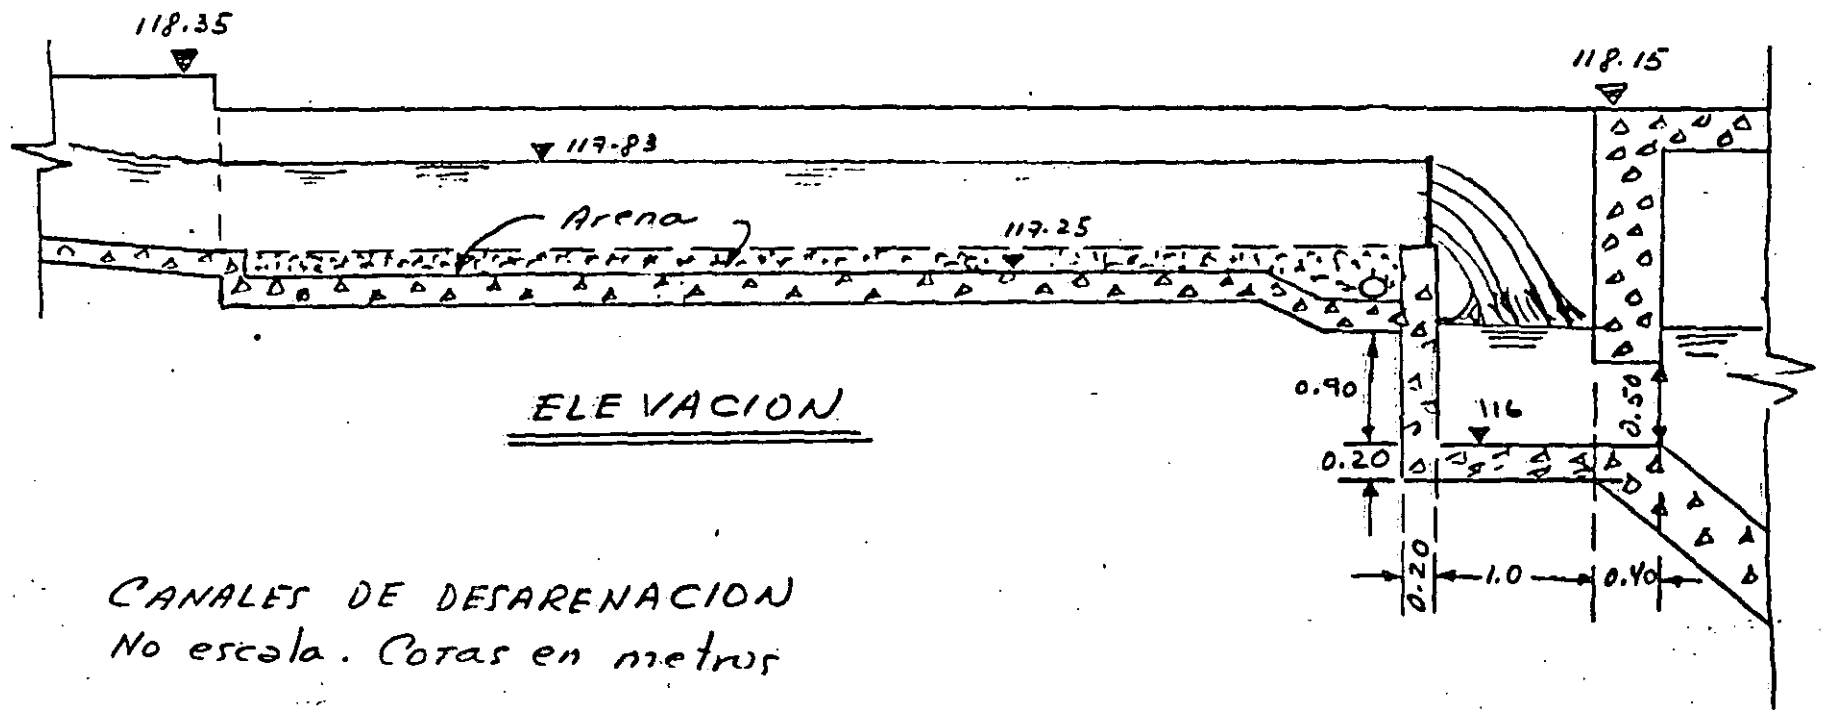 118.35
118.15
117.83
Arena
117.25
0.90
0.50
116
ELEVACION
0.20
0.20
1.0
0.40
CANALES DE DESARENACION
No escala. Cotas en metros